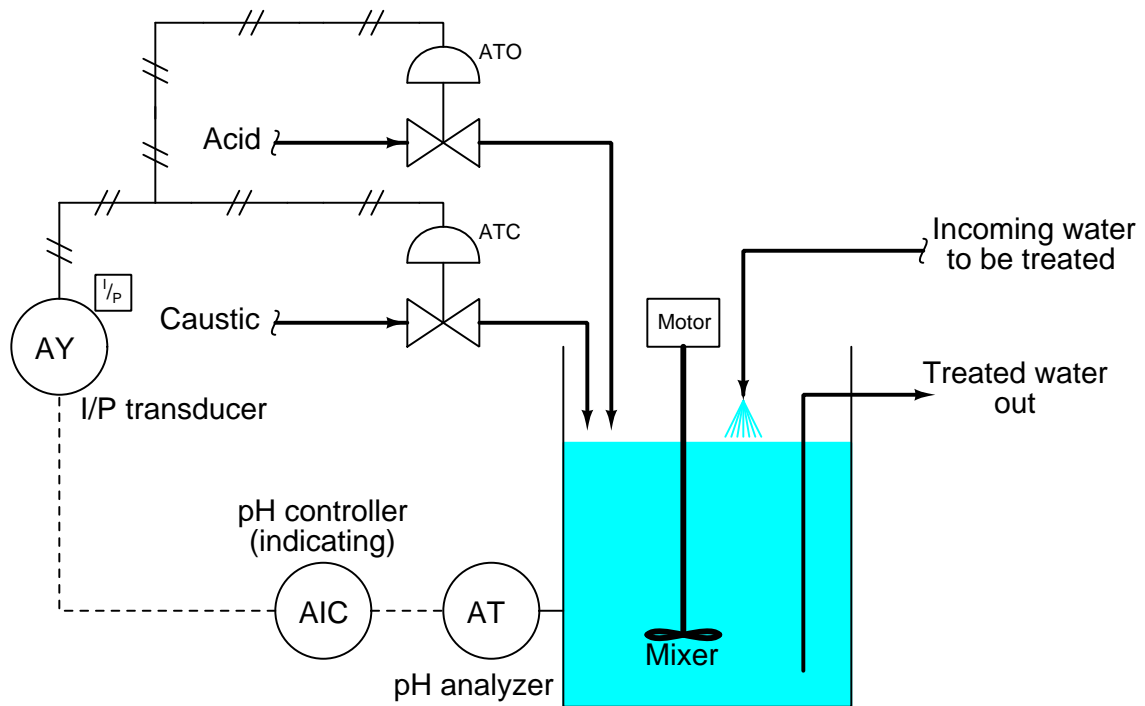 ATO
Acid
ATC
Incoming water
to be treated
I/P
Caustic
Motor
AY
Treated water
out
I/P transducer
pH controller
(indicating)
AIC
AT
Mixer
pH analyzer